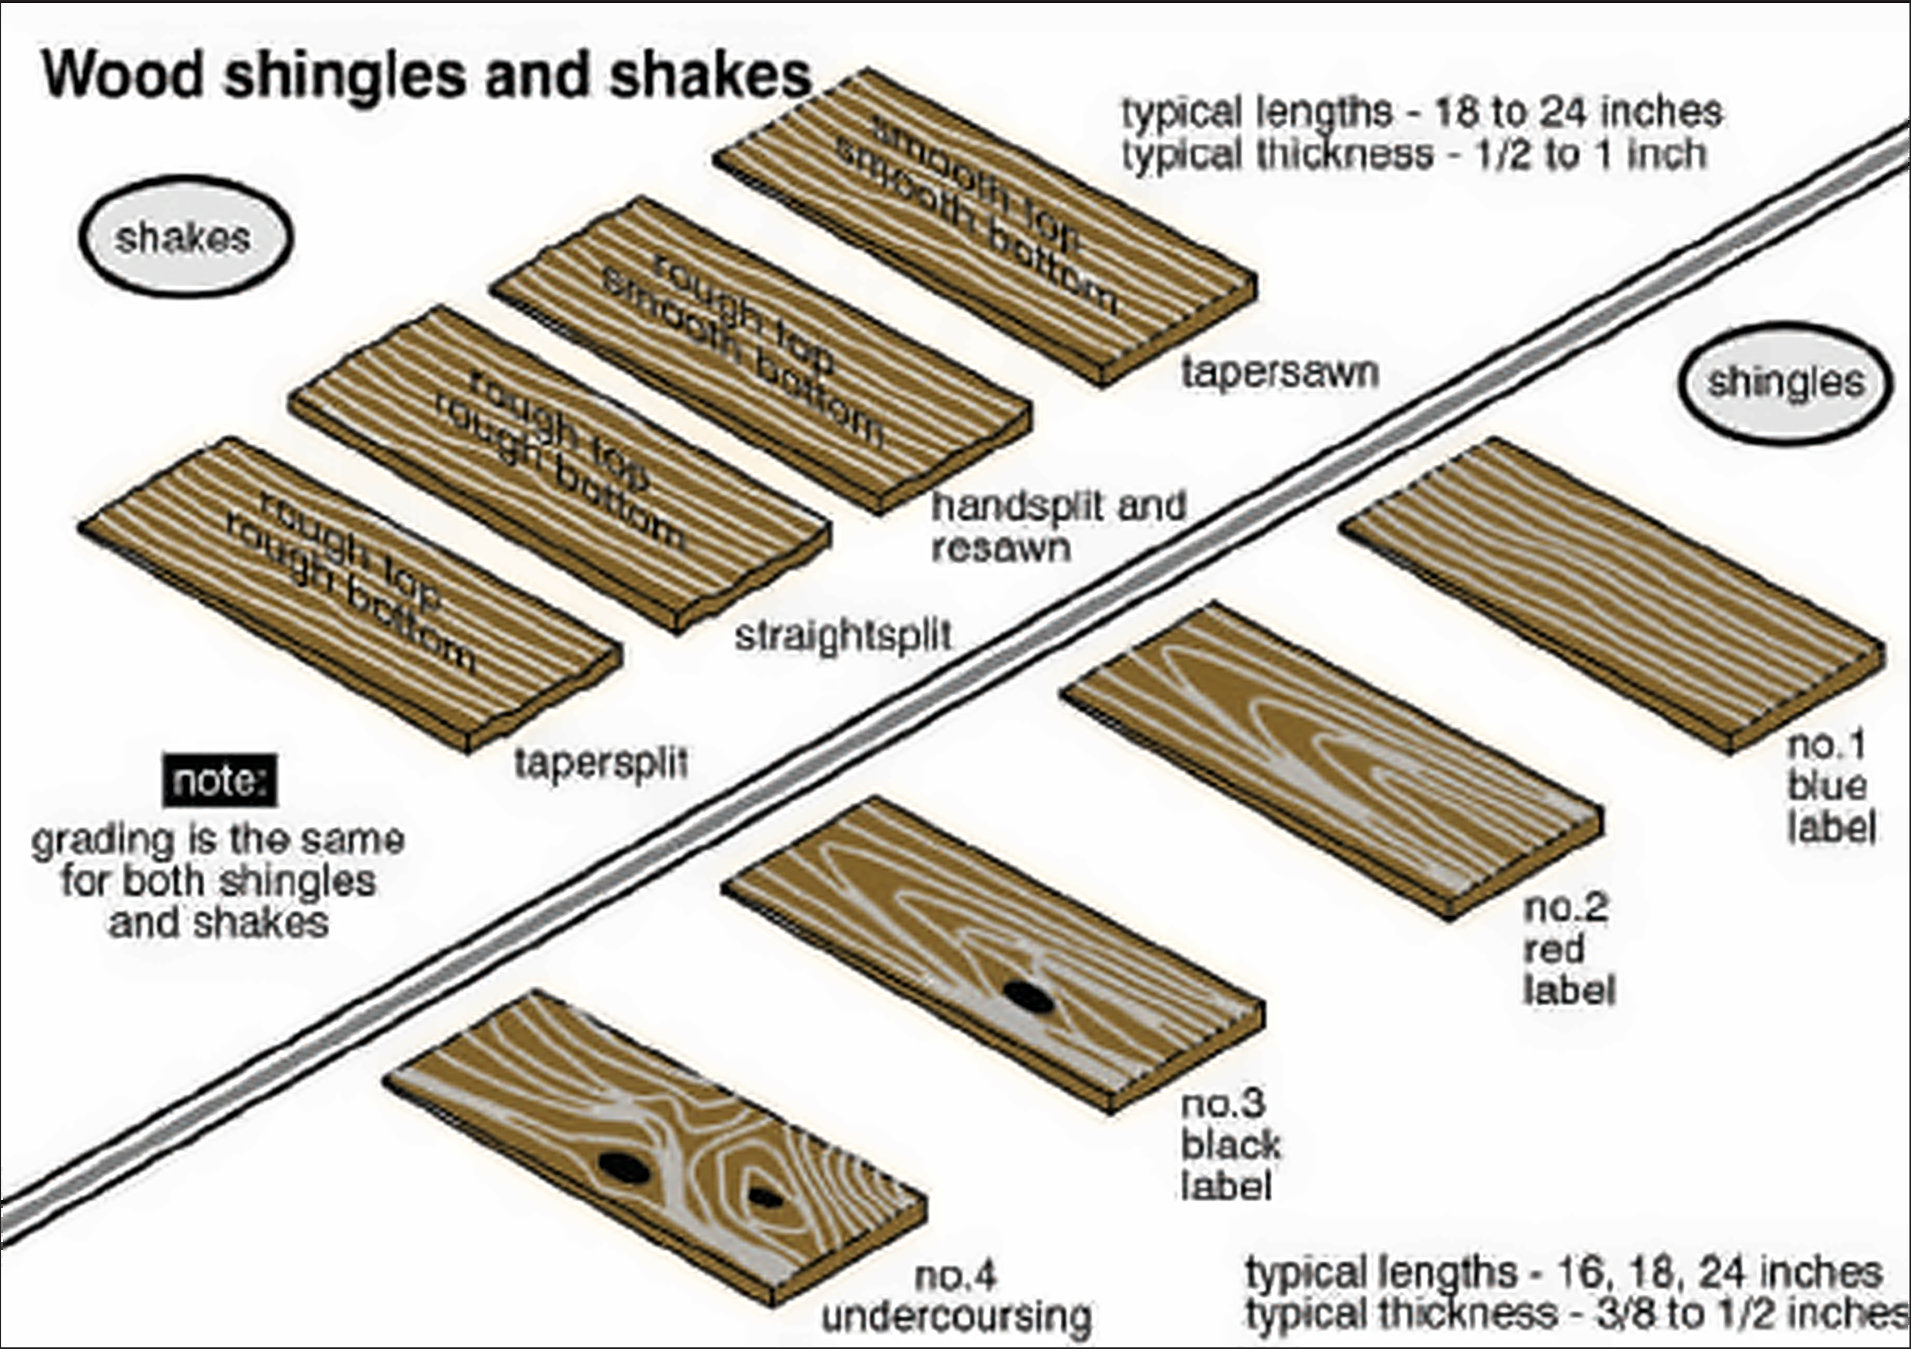 Wood shingles and shakes
typical lengths - 18 to 24 inches
typical thickness - 1/2 to 1 inch
shakes
smooth top
smooth bottom
tapersawn
rough top
smooth bottom
handsplit and
resawn
rough top
rough bottom
straightsplit
rough top
rough bottom
tapersplit
note:
grading is the same
for both shingles
and shakes
shingles
no.1
blue
label
no.2
red
label
no.3
black
label
no.4
undercoursing
typical lengths - 16, 18, 24 inches
typical thickness - 3/8 to 1/2 inches